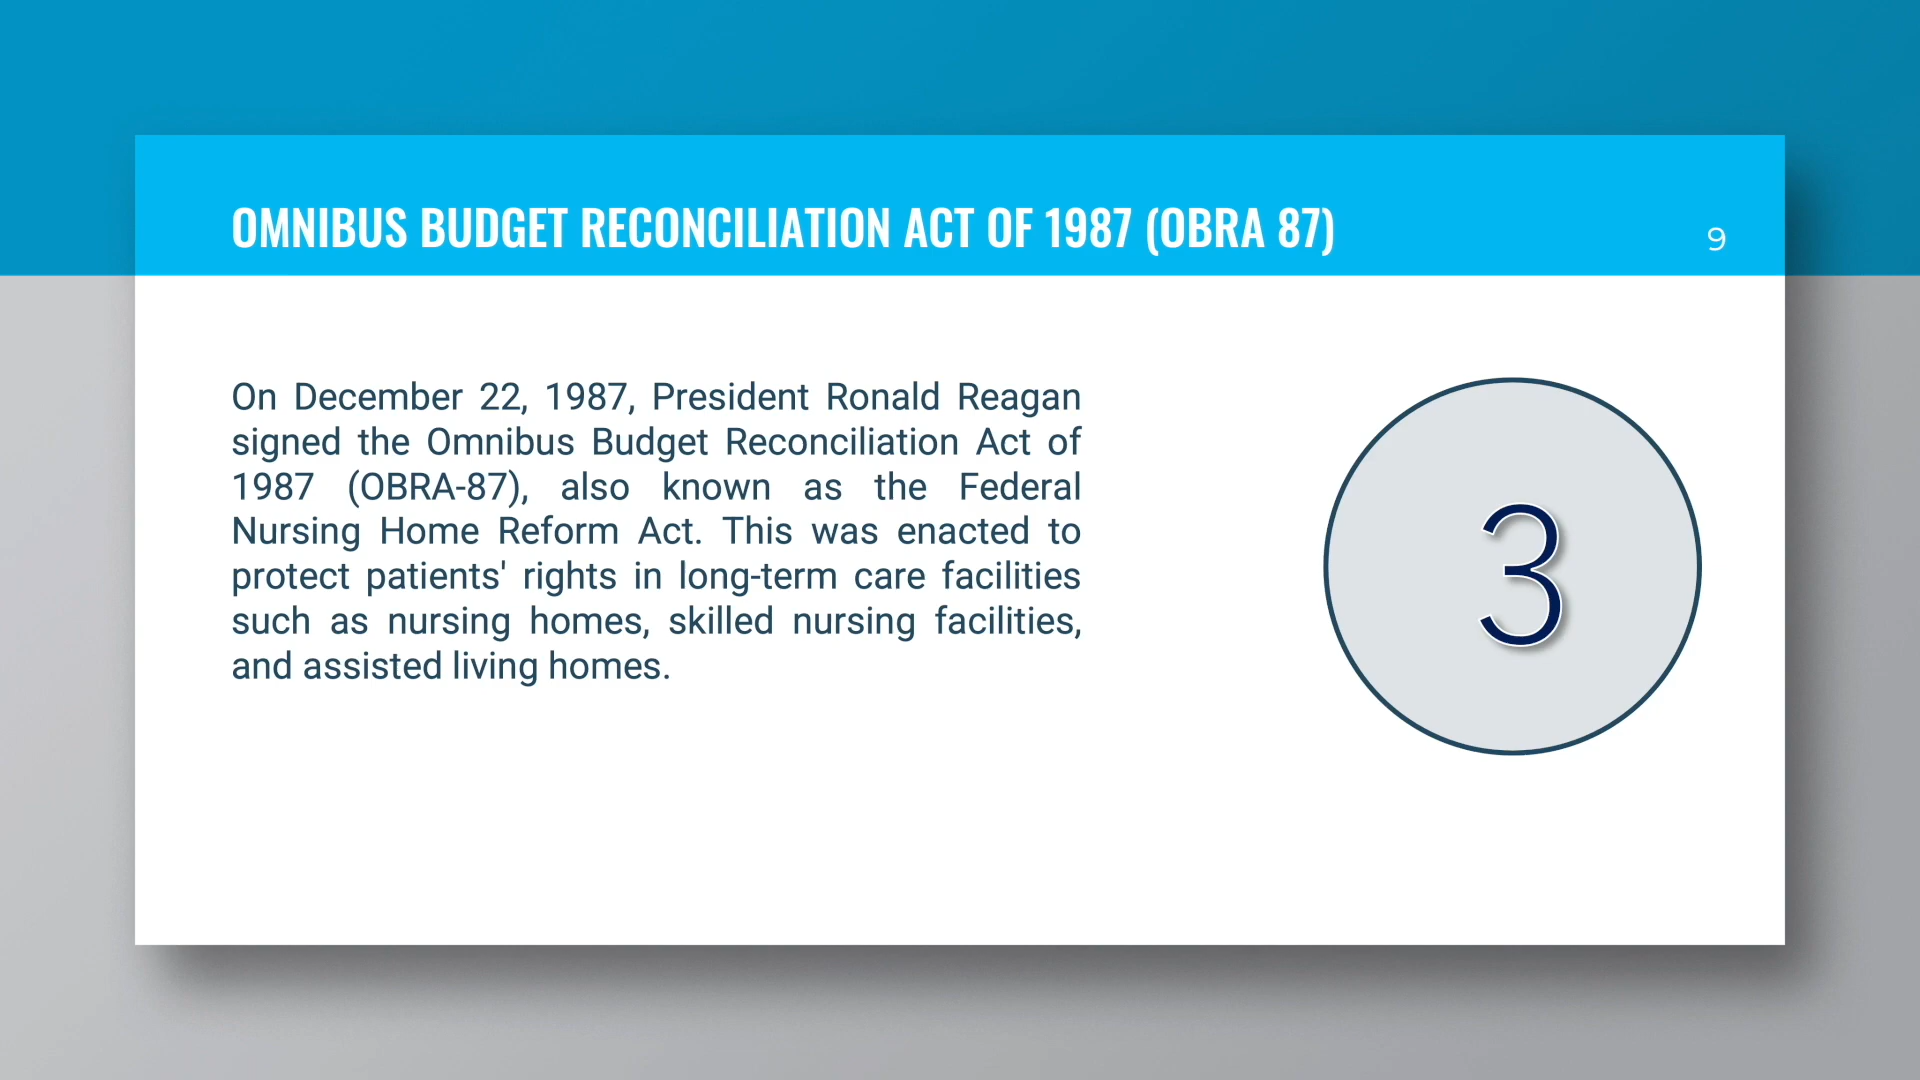 OMNIBUS BUDGET RECONCILIATION ACT OF 1987 (OBRA 87)
9
On December 22, 1987, President Ronald Reagan
signed the Omnibus Budget Reconciliation Act of
1987 (OBRA-87), also known as the Federal
Nursing Home Reform Act. This was enacted to
protect patients' rights in long-term care facilities
such as nursing homes, skilled nursing facilities,
and assisted living homes.
3